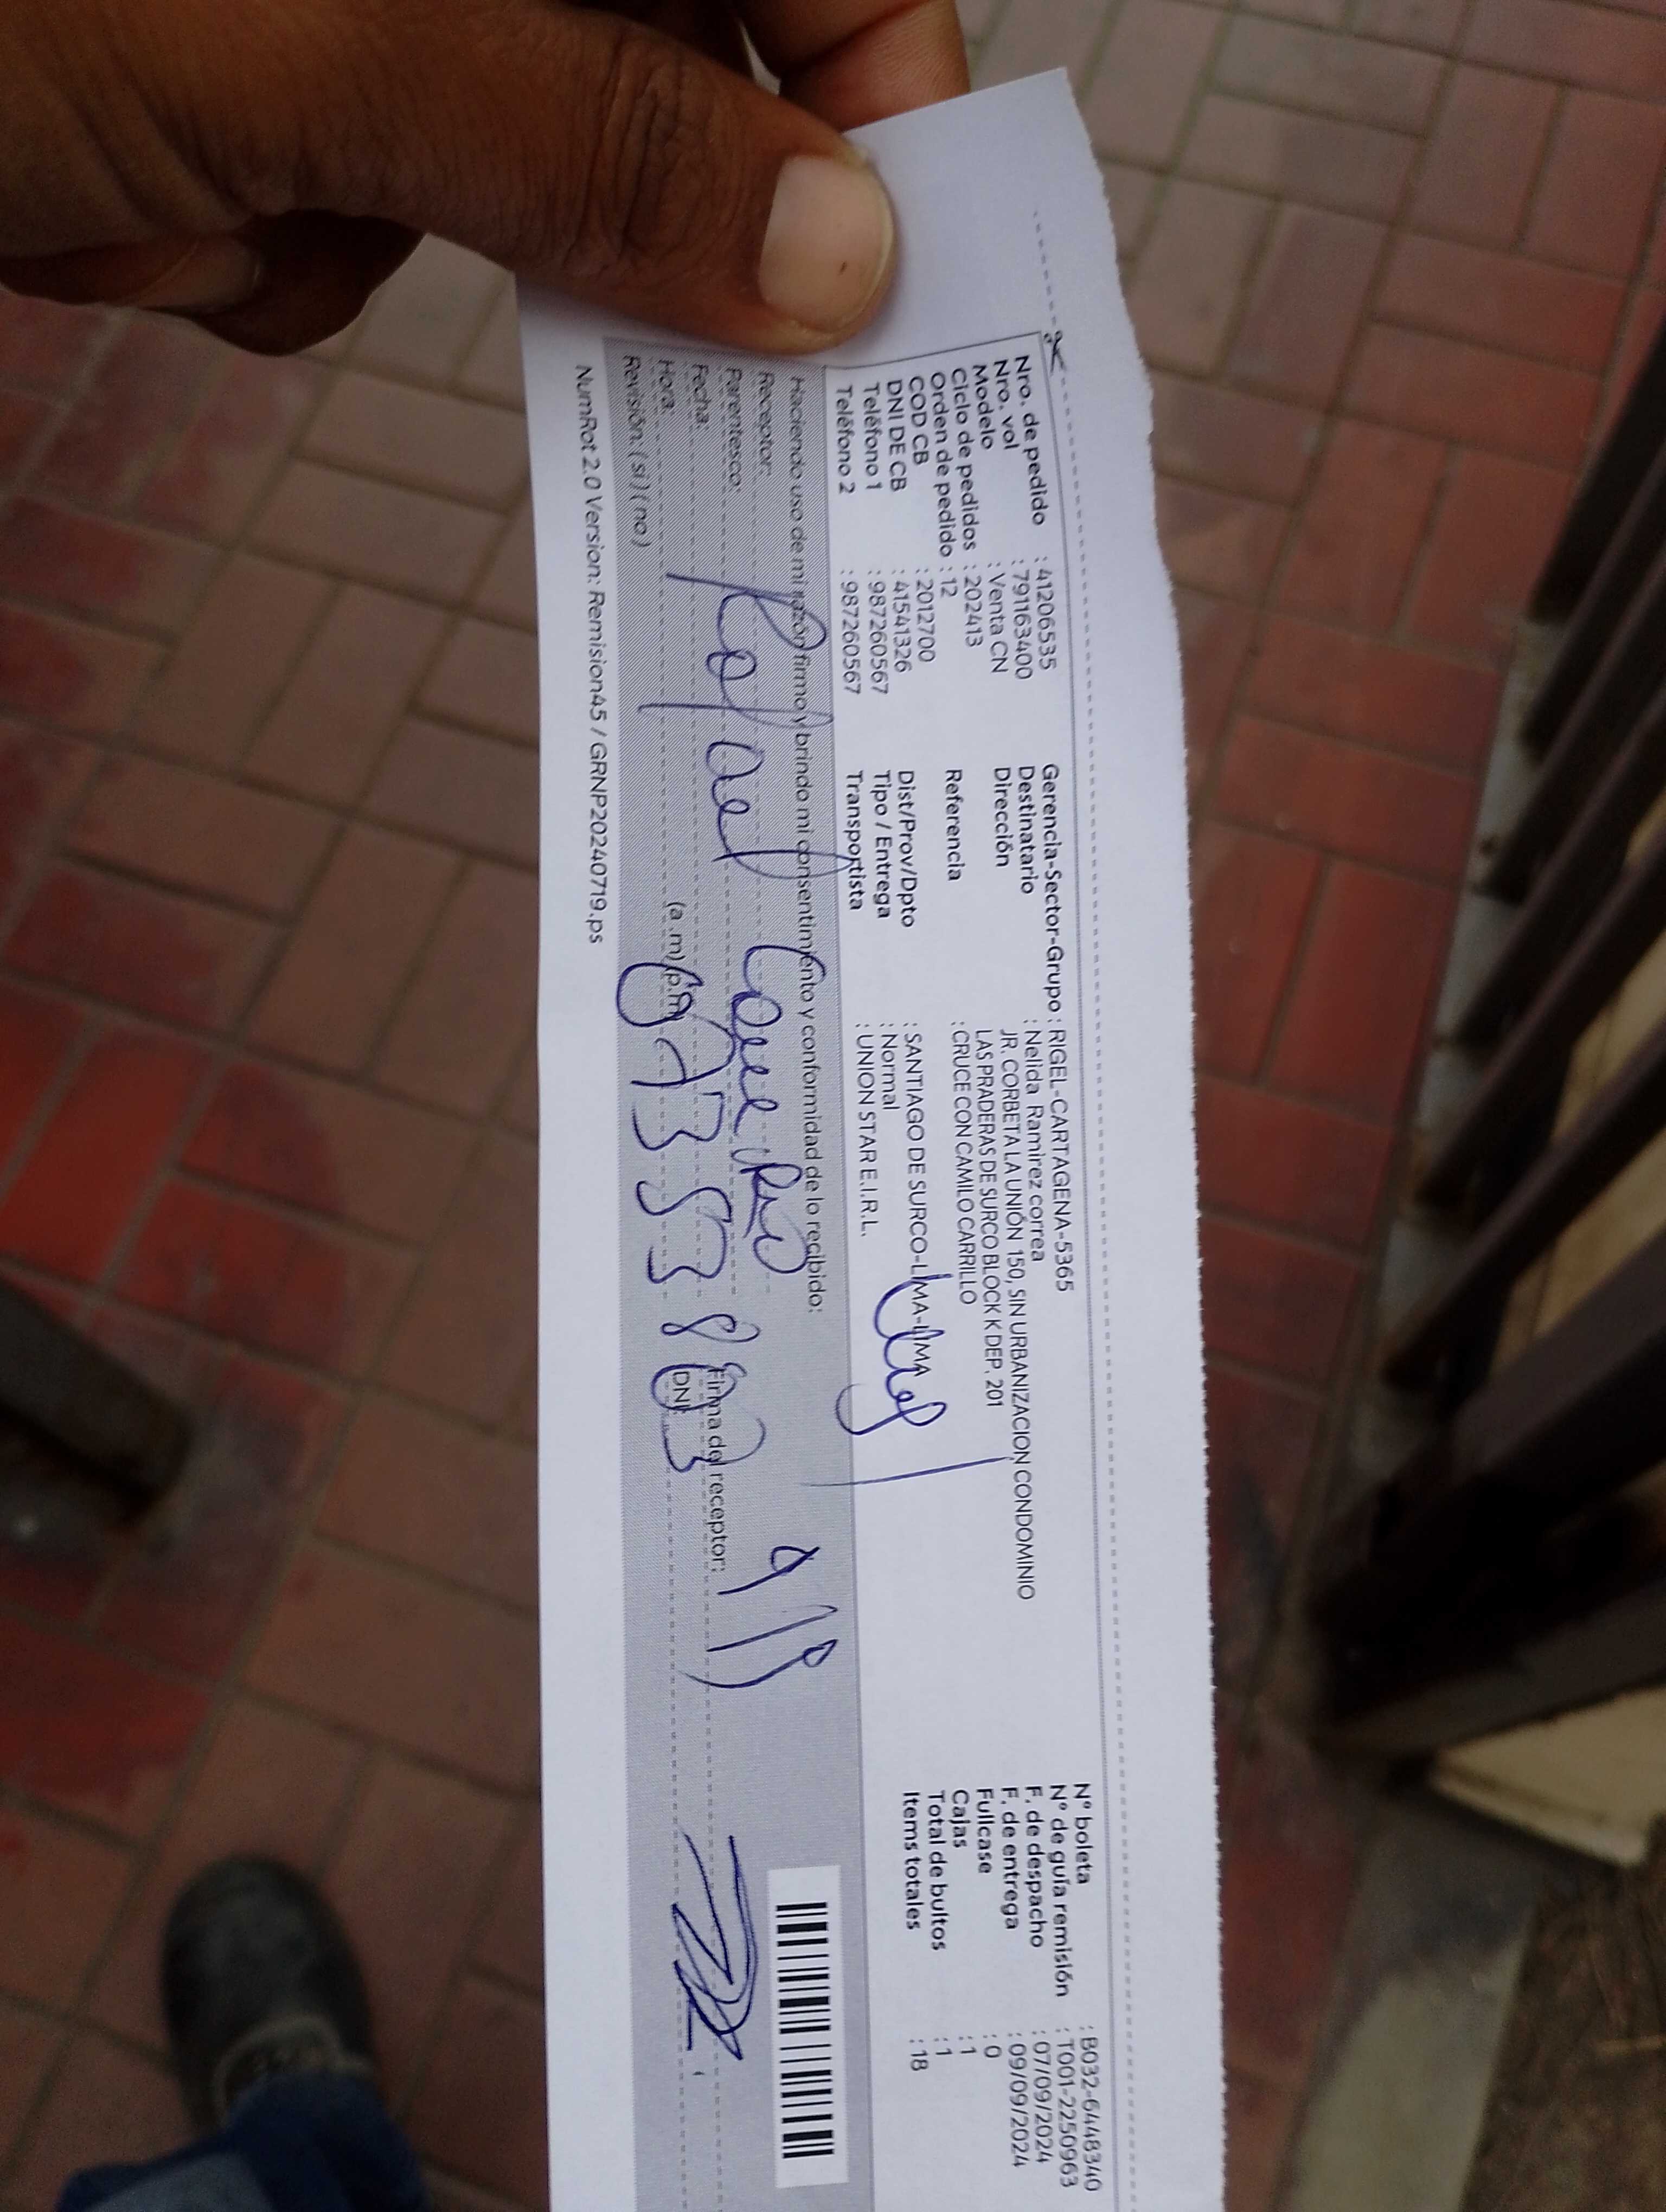 Nro. de pedido : 41206535
Nro. vol : 791163400
Modelo : Venta CN
Ciclo de pedidos : 202413
Orden de pedido : 12
COD CB : 2012700
DNI DE CB : 41541326
Teléfono 1 : 987260567
Teléfono 2 : 987260567
Gerencia-Sector-Grupo : RIGEL-CARTAGENA-5365
Destinatario : Nelida Ramirez correa
Dirección JR. CORBETA LA UNIÓN 150, SIN URBANIZACION CONDOMINIO
LAS PRADERAS DE SURCO BLOCK K DEP. 201
Referencia : CRUCE CON CAMILO CARRILLO
Dist/Prov/Dpto : SANTIAGO DE SURCO-LIMA-LIMA
Tipo / Entrega : Normal
Transportista : UNION STAR E.I.R.L.
N° boleta : B032-6448340
N° de guía remisión : T001-2250963
F. de despacho : 07/09/2024
F. de entrega : 09/09/2024
Fullcase : 0
Cajas : 1
Total de bultos : 1
Items totales : 18
Haciendo uso de mi razón firmo y brindo mi consentimiento y conformidad de lo recibido:
Receptor:
Parentesco:
Rafael
9/9
Fecha:
Hora: (a.m) (p.m)
Revisión: (si) (no)
Firma del receptor:
DNI:
NumRot 2.0 Version: Remision45 / GRNP20240719.ps